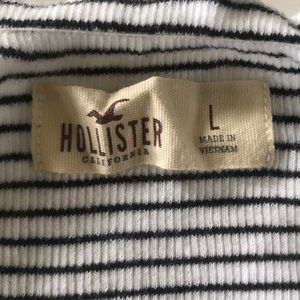 HOLLISTER
CALIFORNIA
L
MADE IN
VIETNAM